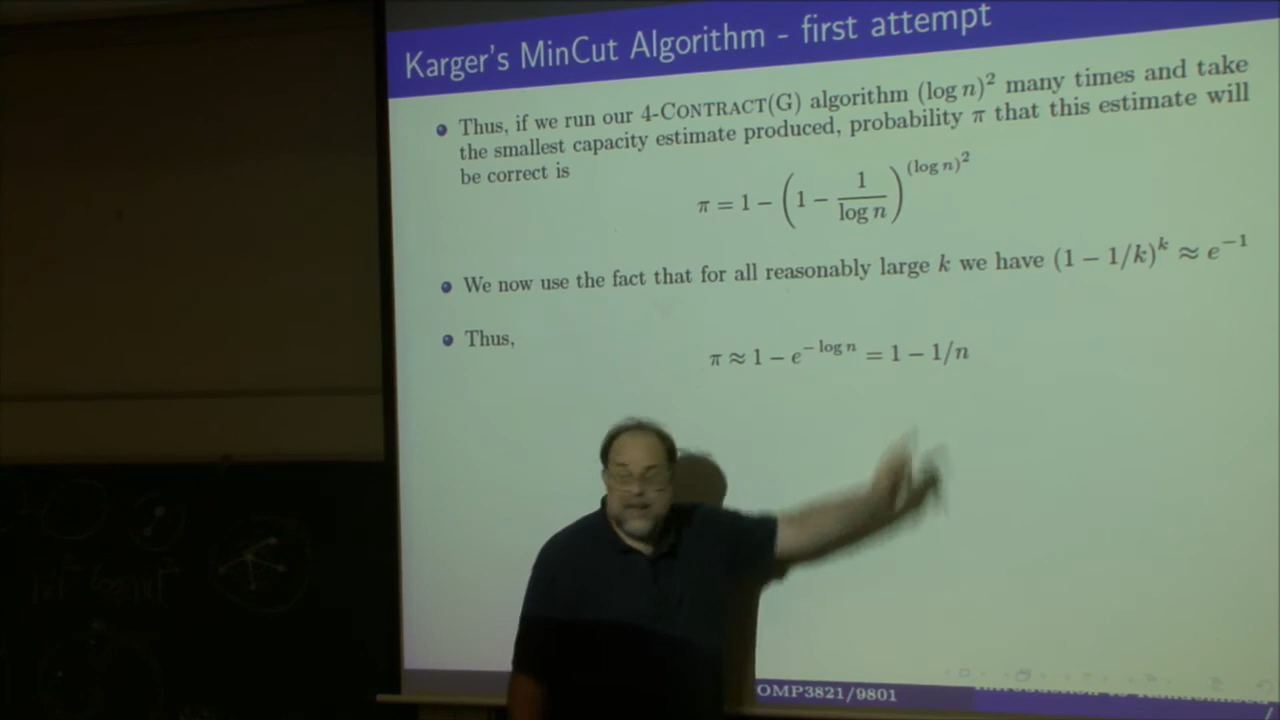 Karger's MinCut Algorithm - first attempt
Thus, if we run our 4-CONTRACT(G) algorithm (log n)² many times and take
the smallest capacity estimate produced, probability π that this estimate will
be correct is
π = 1 − (1 − 1/log n)^(log n)²
We now use the fact that for all reasonably large k we have (1 − 1/k)^k ≈ e^−1
Thus,
π ≈ 1 − e^− log n = 1 − 1/n
OMP3821/9801